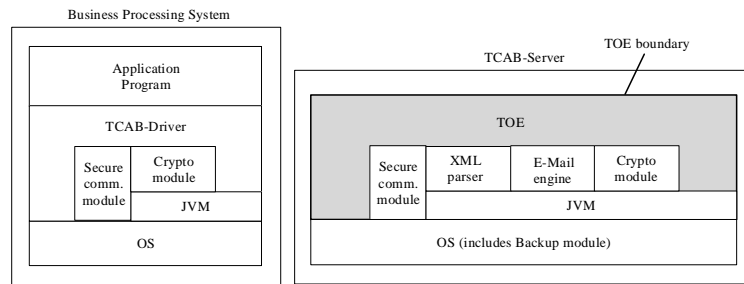 Business Processing System
Application
Program
TCAB-Driver
Secure
comm.
module
Crypto
module
JVM
OS
TOE boundary
TCAB-Server
TOE
Secure
comm.
module
XML
parser
E-Mail
engine
Crypto
module
JVM
OS (includes Backup module)